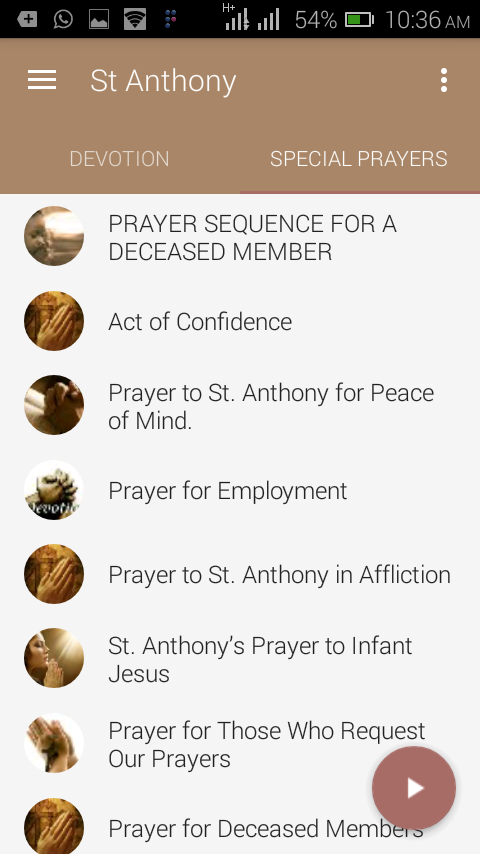 H+
54%
10:36 AM
St Anthony
DEVOTION
SPECIAL PRAYERS
PRAYER SEQUENCE FOR A
DECEASED MEMBER
Act of Confidence
Prayer to St. Anthony for Peace
of Mind.
Prayer for Employment
Prayer to St. Anthony in Affliction
St. Anthony’s Prayer to Infant
Jesus
Prayer for Those Who Request
Our Prayers
Prayer for Deceased Members